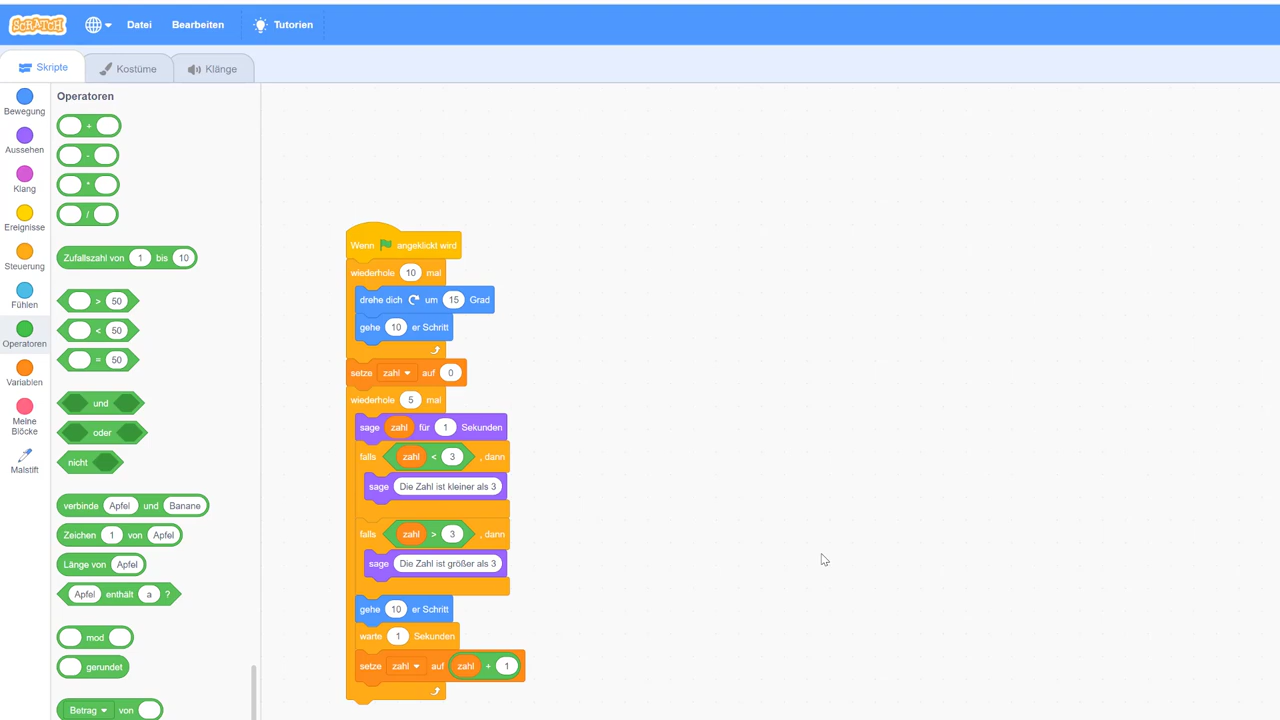 SCRATCH Datei Bearbeiten Tutorien
Skripte Kostüme Klänge
Bewegung
Aussehen
Klang
Ereignisse
Steuerung
Fühlen
Operatoren
Variablen
Meine
Blöcke
Malstift
Operatoren
+
-
*
/
Zufallszahl von 1 bis 10
> 50
< 50
= 50
und
oder
nicht
verbinde Apfel und Banane
Zeichen 1 von Apfel
Länge von Apfel
Apfel enthält a ?
mod
gerundet
Betrag von
Wenn angeklickt wird
wiederhole 10 mal
drehe dich um 15 Grad
gehe 10 er Schritt
setze zahl auf 0
wiederhole 5 mal
sage zahl für 1 Sekunden
falls zahl < 3 , dann
sage Die Zahl ist kleiner als 3
falls zahl > 3 , dann
sage Die Zahl ist größer als 3
gehe 10 er Schritt
warte 1 Sekunden
setze zahl auf zahl + 1